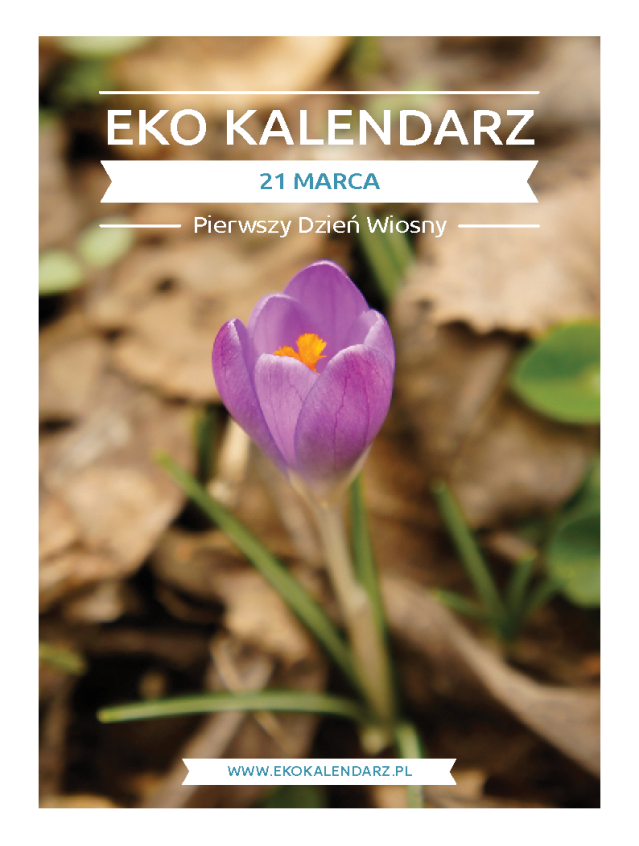 EKO KALENDARZ
21 MARCA
Pierwszy Dzień Wiosny
WWW.EKOKALENDARZ.PL